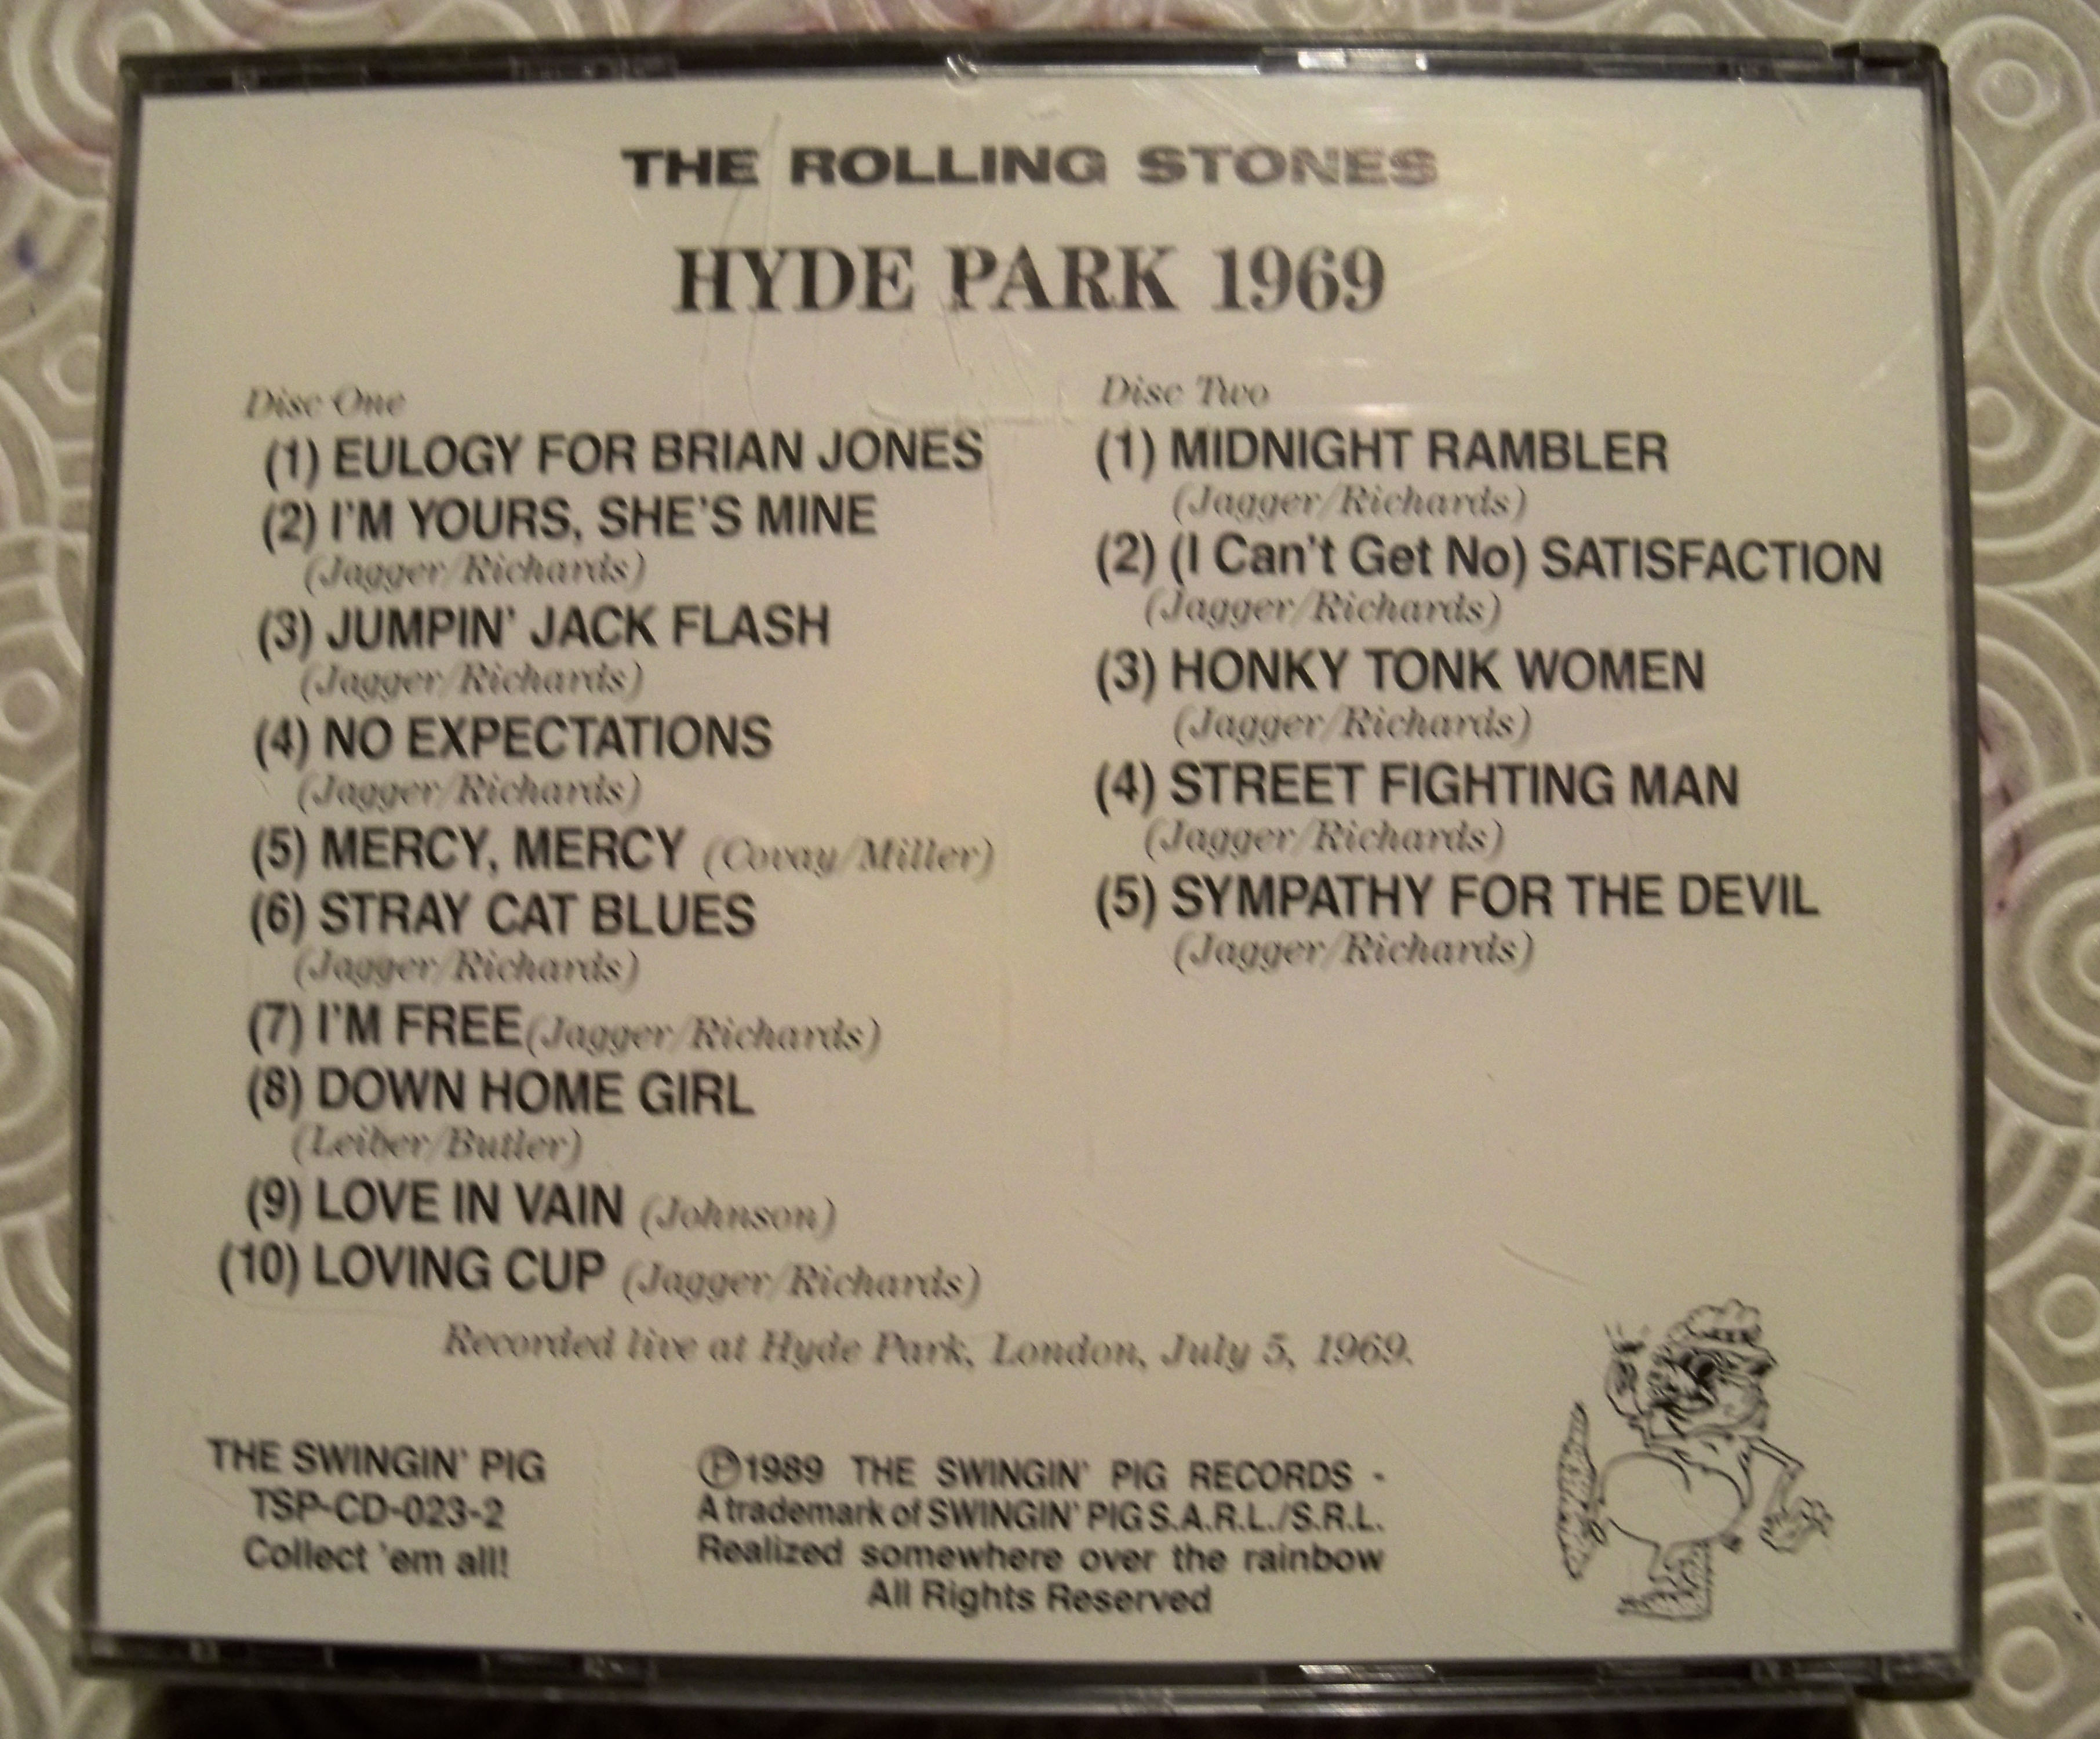 THE ROLLING STONES
HYDE PARK 1969
Disc One
(1) EULOGY FOR BRIAN JONES
(2) I'M YOURS, SHE'S MINE
(Jagger/Richards)
(3) JUMPIN' JACK FLASH
(Jagger/Richards)
(4) NO EXPECTATIONS
(Jagger/Richards)
(5) MERCY, MERCY (Covay/Miller)
(6) STRAY CAT BLUES
(Jagger/Richards)
(7) I'M FREE(Jagger/Richards)
(8) DOWN HOME GIRL
(Leiber/Butler)
(9) LOVE IN VAIN (Johnson)
(10) LOVING CUP (Jagger/Richards)
Disc Two
(1) MIDNIGHT RAMBLER
(Jagger/Richards)
(2) (I Can't Get No) SATISFACTION
(Jagger/Richards)
(3) HONKY TONK WOMEN
(Jagger/Richards)
(4) STREET FIGHTING MAN
(Jagger/Richards)
(5) SYMPATHY FOR THE DEVIL
(Jagger/Richards)
Recorded live at Hyde Park, London, July 5, 1969.
THE SWINGIN' PIG
TSP-CD-023-2
Collect 'em all!
℗1989 THE SWINGIN' PIG RECORDS -
A trademark of SWINGIN' PIG S.A.R.L./S.R.L.
Realized somewhere over the rainbow
All Rights Reserved